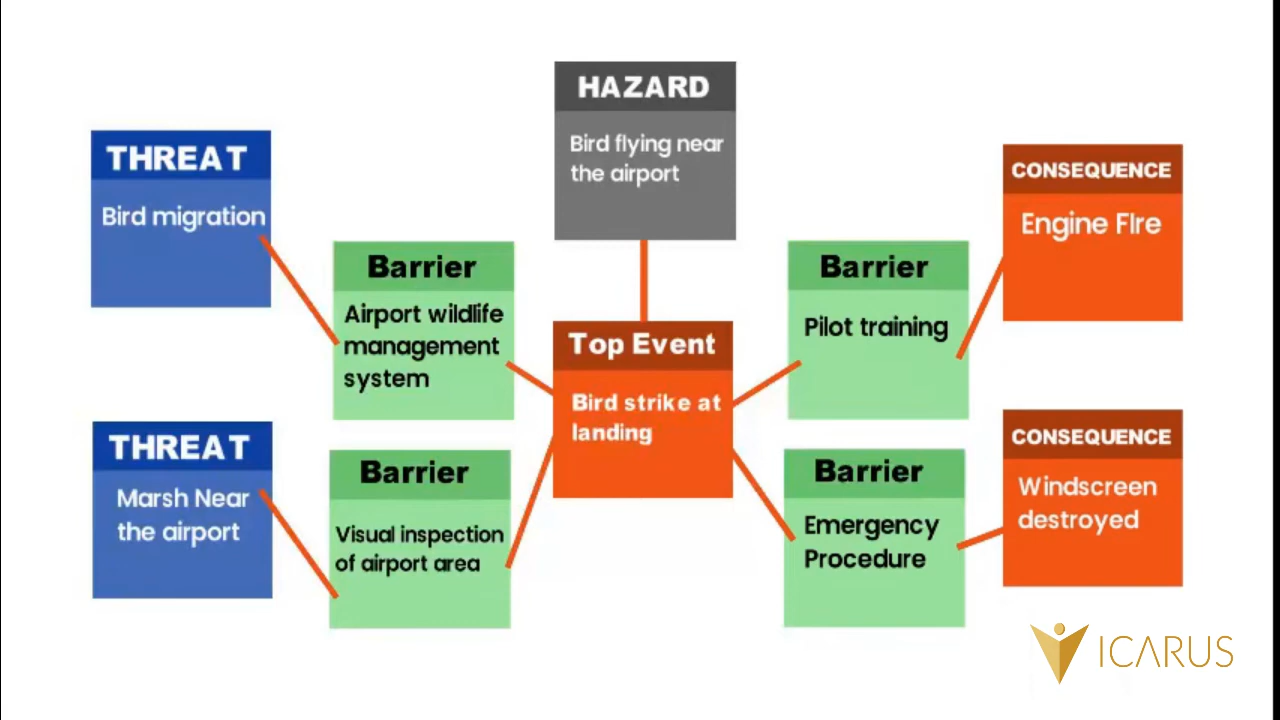 HAZARD
Bird flying near
the airport
THREAT
Bird migration
CONSEQUENCE
Engine FIre
Barrier
Airport wildlife
management
system
Barrier
Pilot training
Top Event
Bird strike at
landing
THREAT
Marsh Near
the airport
CONSEQUENCE
Windscreen
destroyed
Barrier
Visual inspection
of airport area
Barrier
Emergency
Procedure
ICARUS